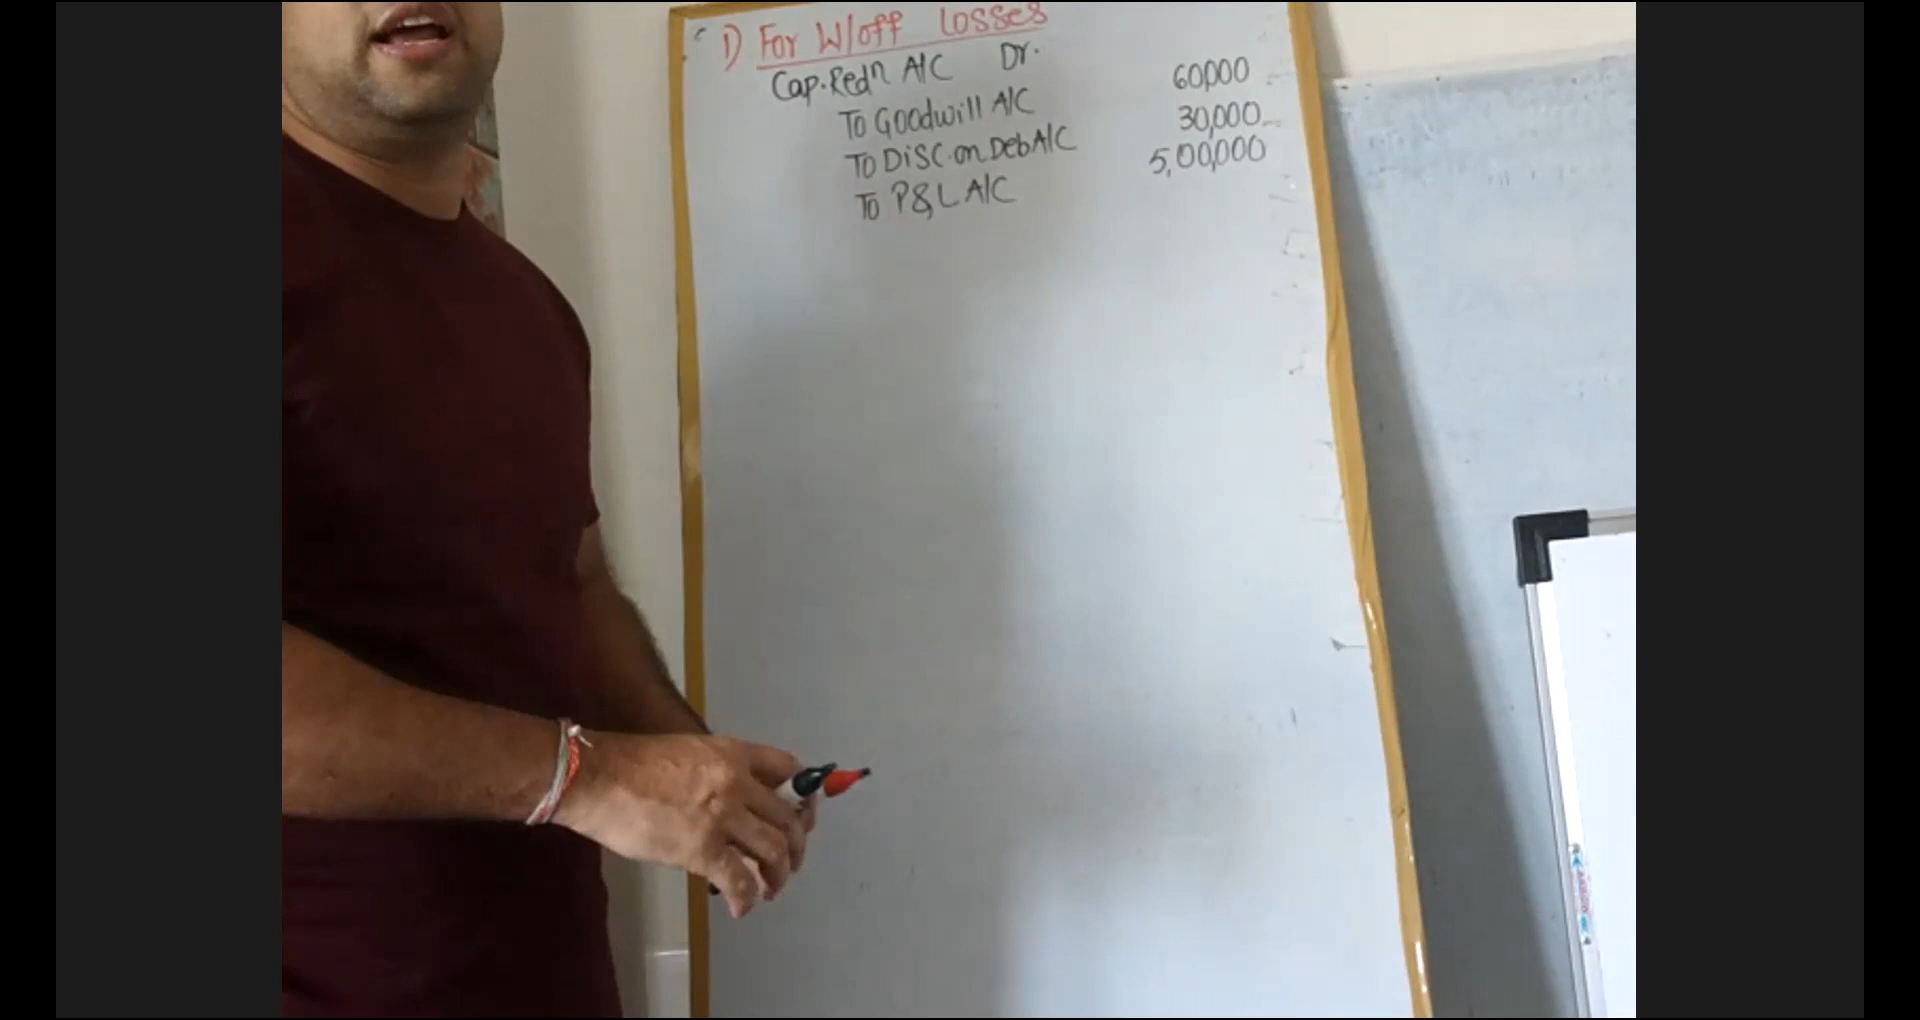 1) For W/off Losses
Cap.Redn A/C Dr.
To Goodwill A/C 60,000
To Disc.on Deb A/C 30,000
To P&L A/C 5,00,000